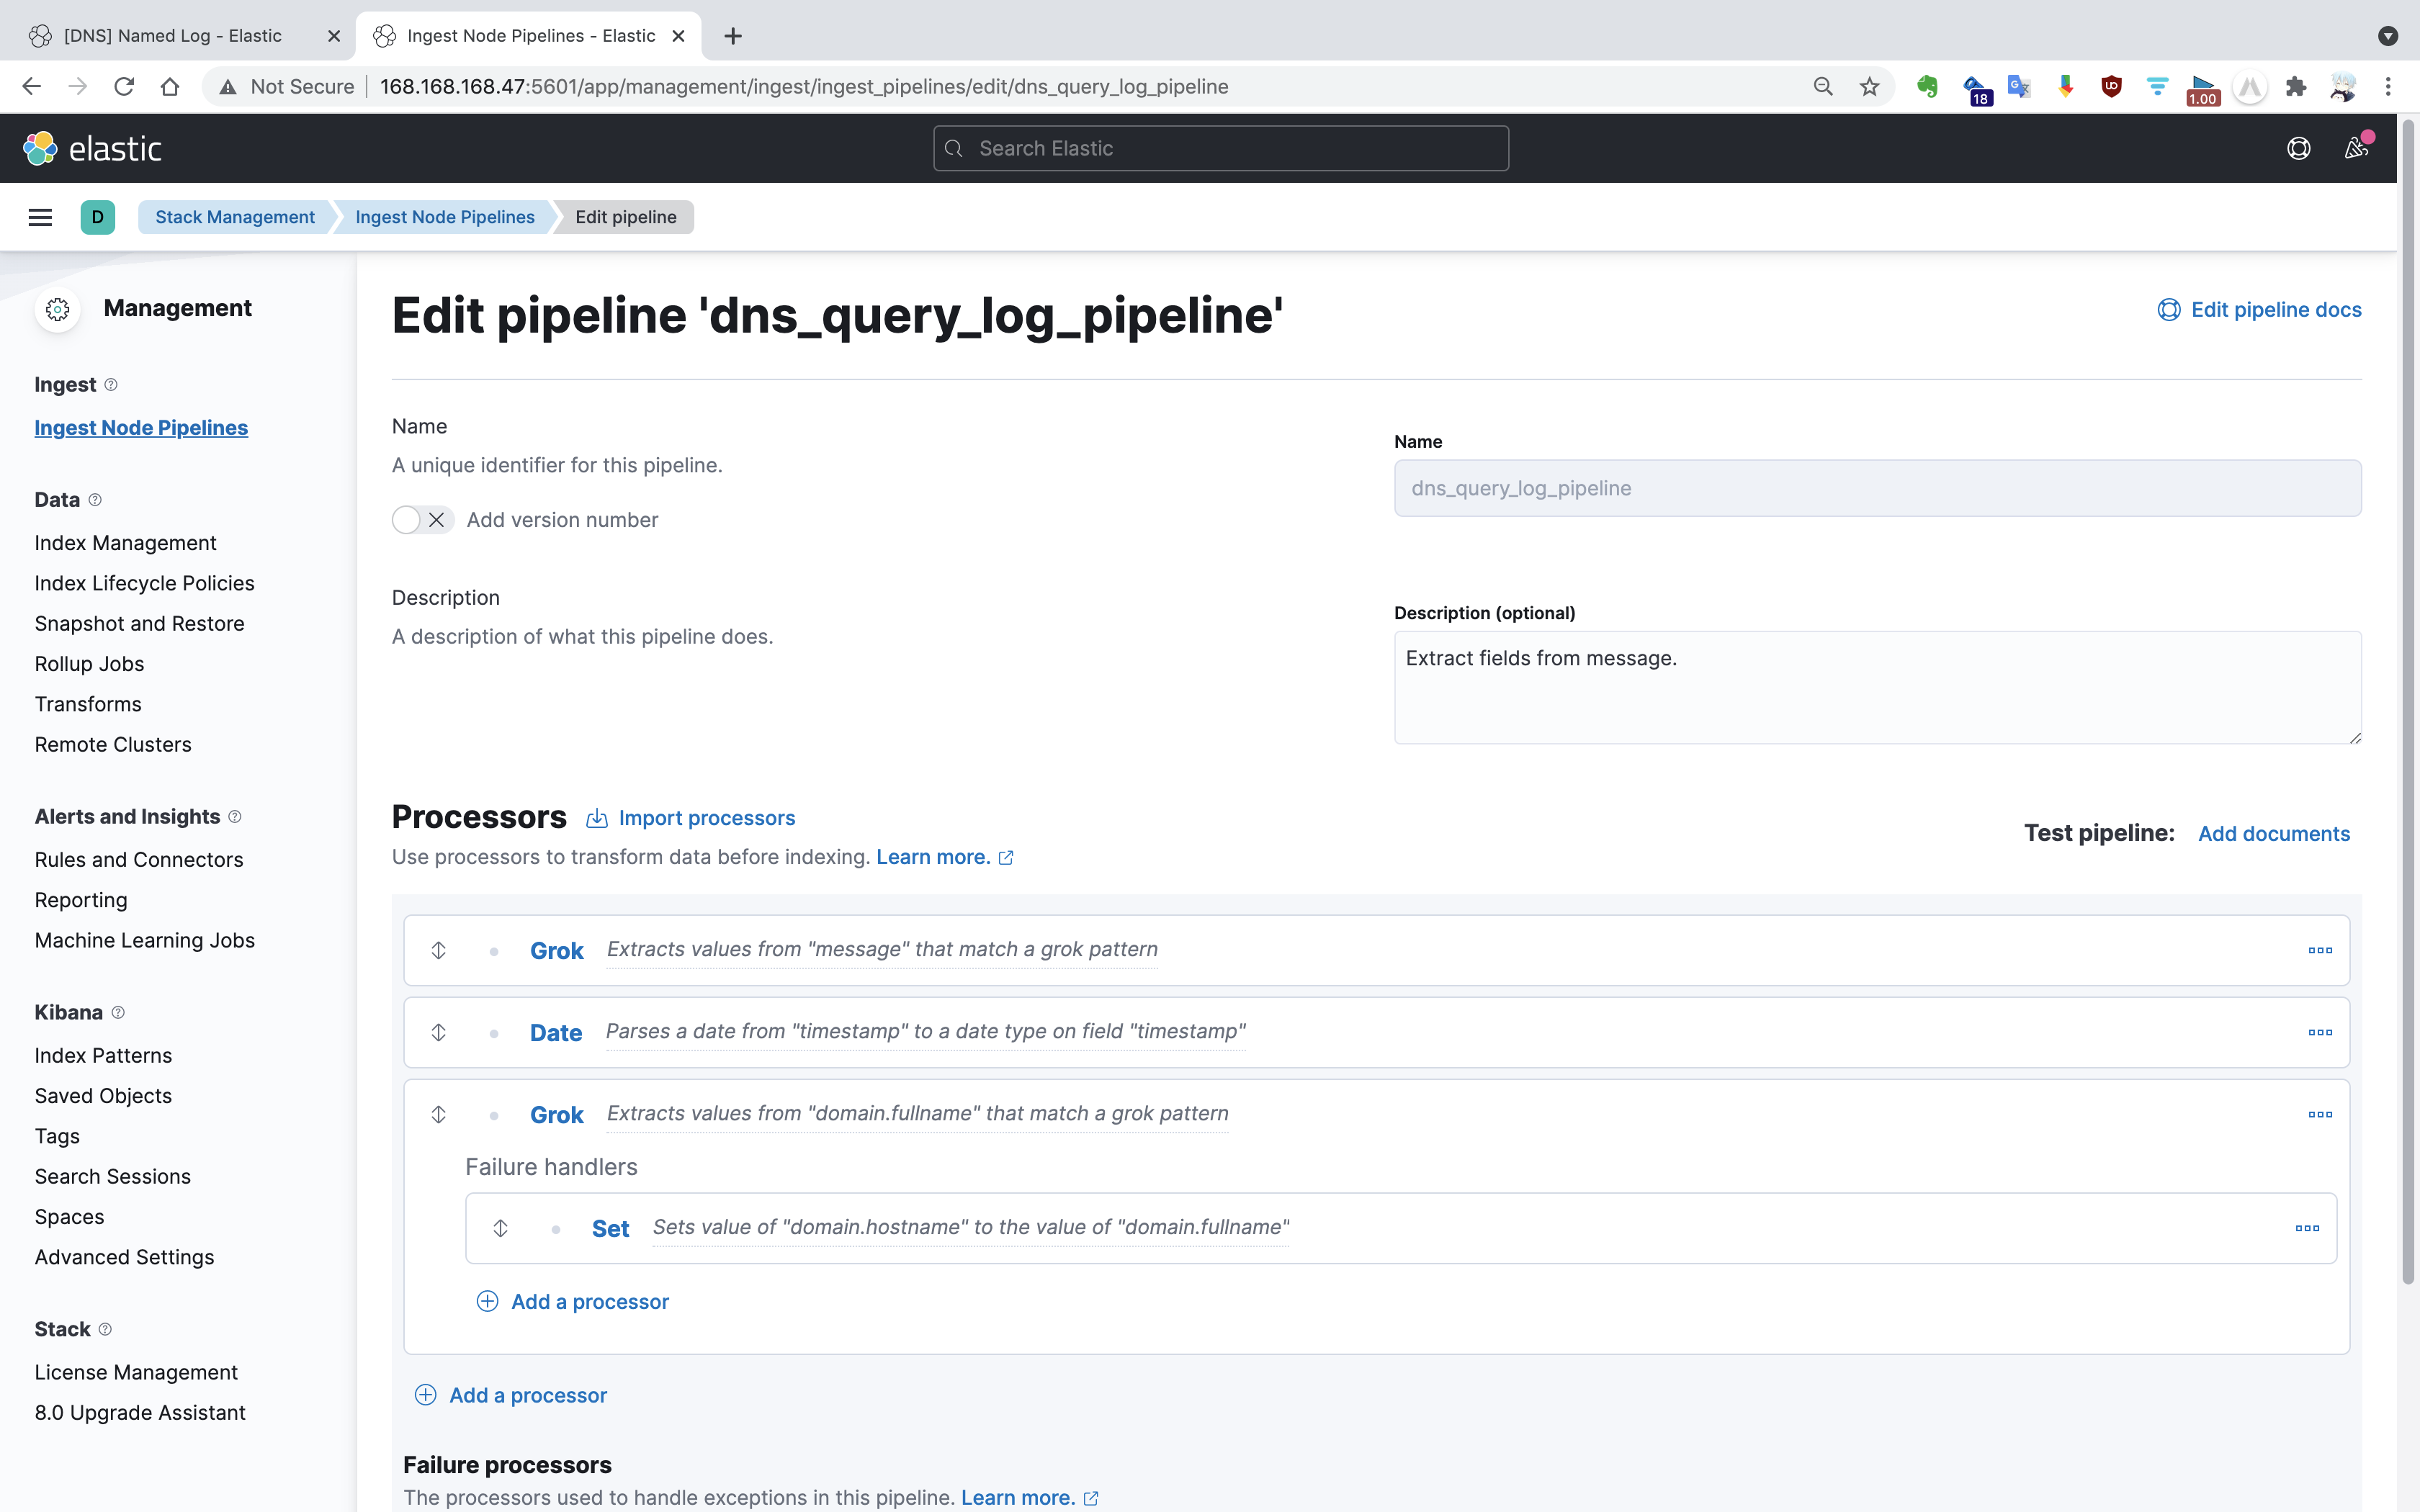 [DNS] Named Log - Elastic
Ingest Node Pipelines - Elastic
Not Secure
168.168.168.47:5601/app/management/ingest/ingest_pipelines/edit/dns_query_log_pipeline
18
1.00
elastic
Search Elastic
D
Stack Management
Ingest Node Pipelines
Edit pipeline
Management
Ingest
Ingest Node Pipelines
Data
Index Management
Index Lifecycle Policies
Snapshot and Restore
Rollup Jobs
Transforms
Remote Clusters
Alerts and Insights
Rules and Connectors
Reporting
Machine Learning Jobs
Kibana
Index Patterns
Saved Objects
Tags
Search Sessions
Spaces
Advanced Settings
Stack
License Management
8.0 Upgrade Assistant
Edit pipeline 'dns_query_log_pipeline'
Edit pipeline docs
Name
A unique identifier for this pipeline.
Add version number
Name
dns_query_log_pipeline
Description
A description of what this pipeline does.
Description (optional)
Extract fields from message.
Processors
Import processors
Use processors to transform data before indexing. Learn more.
Test pipeline: Add documents
Grok Extracts values from "message" that match a grok pattern
Date Parses a date from "timestamp" to a date type on field "timestamp"
Grok Extracts values from "domain.fullname" that match a grok pattern
Failure handlers
Set Sets value of "domain.hostname" to the value of "domain.fullname"
Add a processor
Add a processor
Failure processors
The processors used to handle exceptions in this pipeline. Learn more.